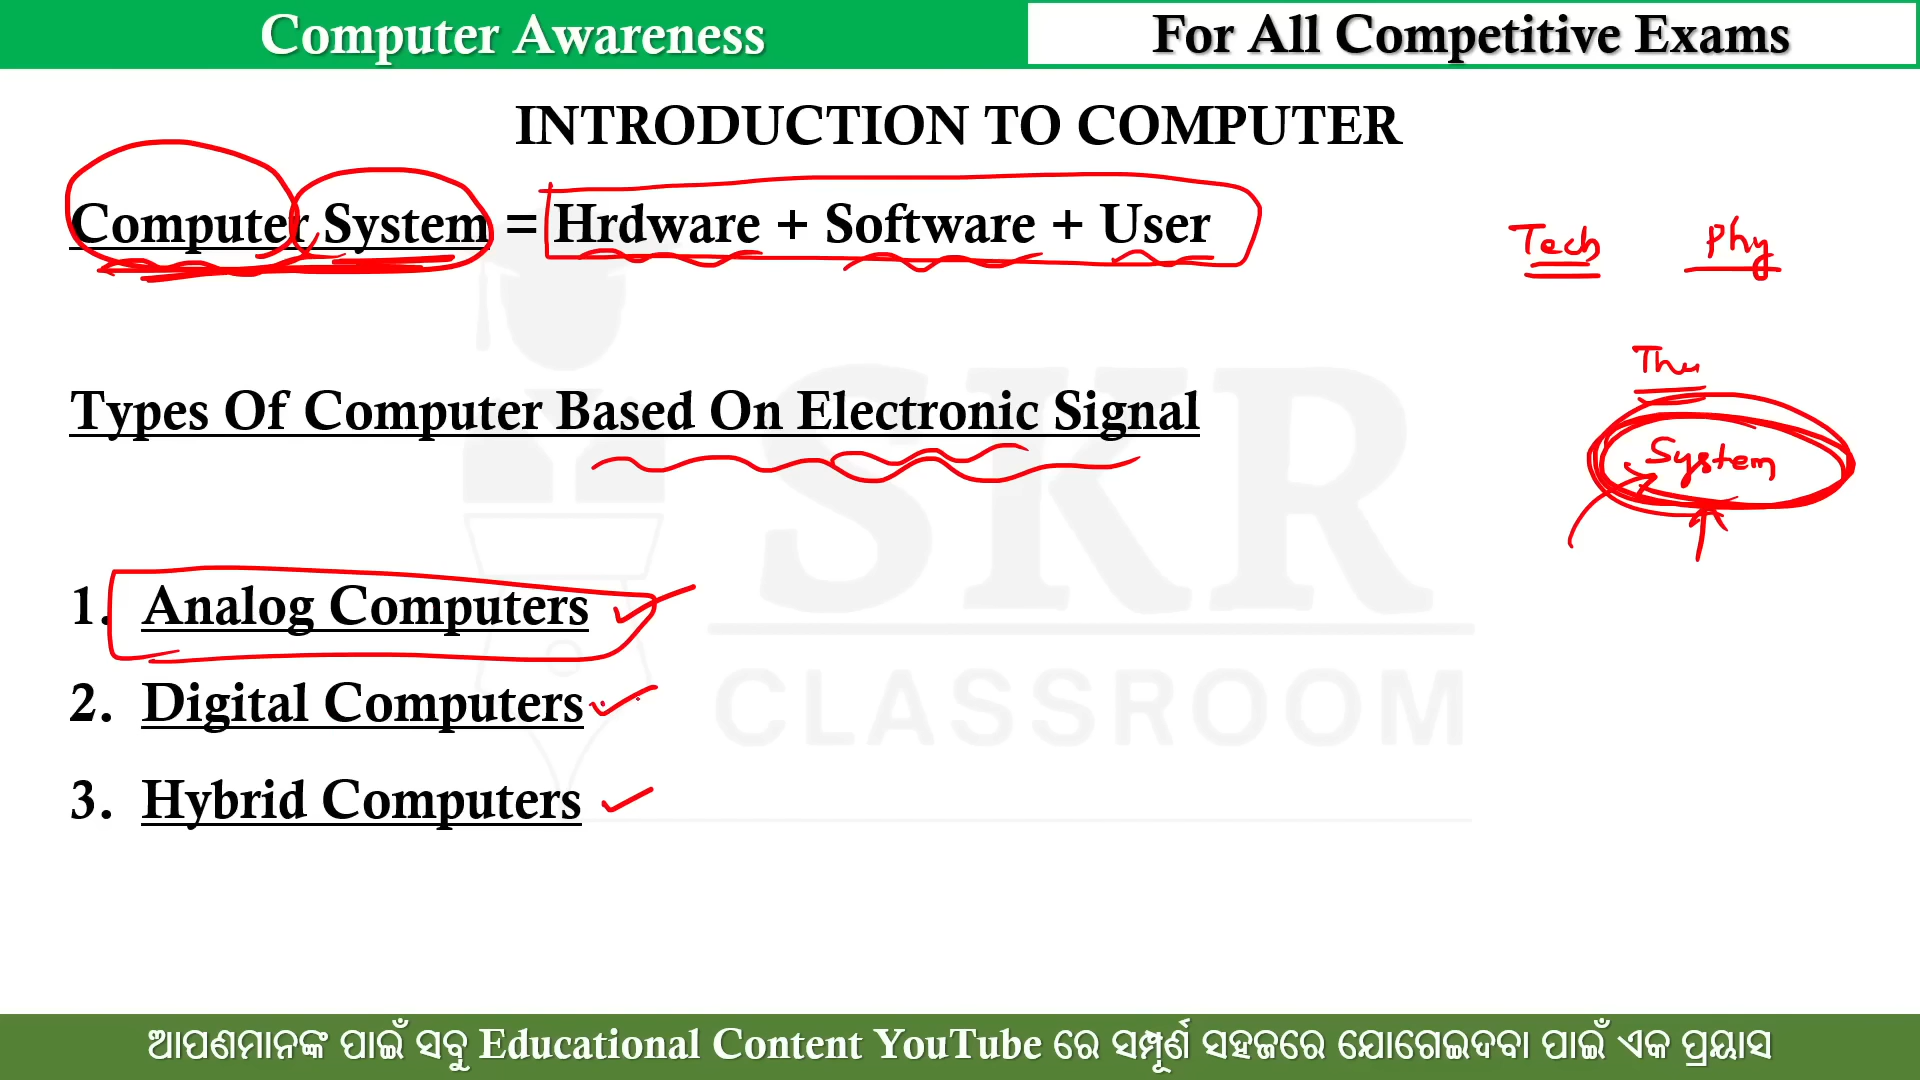 Computer Awareness
For All Competitive Exams
INTRODUCTION TO COMPUTER
Computer System = Hrdware + Software + User
Tech Phy
System
Types Of Computer Based On Electronic Signal
1. Analog Computers
2. Digital Computers
3. Hybrid Computers
SKR
CLASSROOM
ଆପଣମାନଙ୍କ ପାଇଁ ସବୁ Educational Content YouTube ରେ ସମ୍ପୂର୍ଣ ସହଜରେ ଯୋଗେଇଦବା ପାଇଁ ଏକ ପ୍ରୟାସ